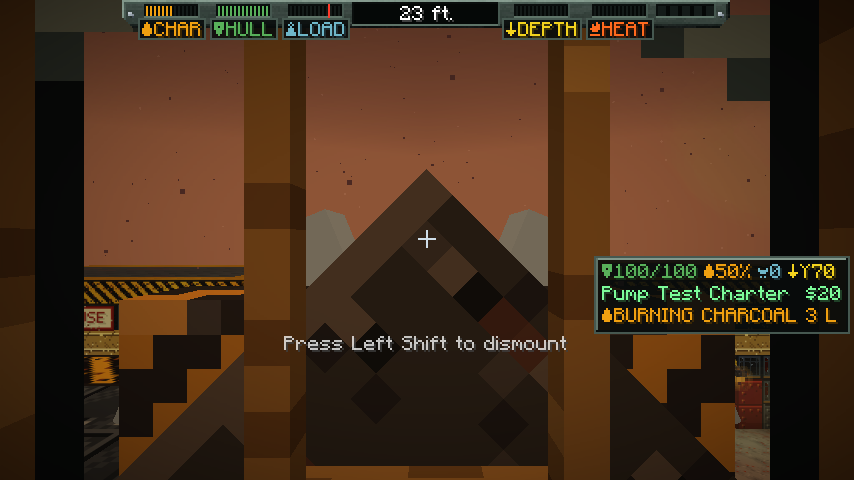 23 ft.
CHAR HULL LOAD DEPTH HEAT
100/100 50% 0 Y70
Pump Test Charter $20
BURNING CHARCOAL 3 L
SE
Press Left Shift to dismount